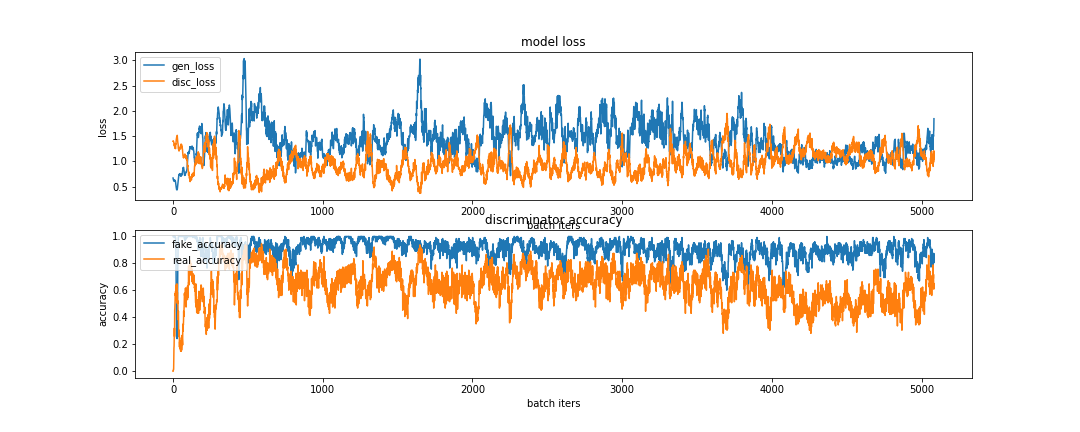 model loss
3.0
2.5
2.0
1.5
1.0
0.5
loss
gen_loss
disc_loss
0 1000 2000 3000 4000 5000
batch iters
discriminator accuracy
1.0
0.8
0.6
0.4
0.2
0.0
accuracy
fake_accuracy
real_accuracy
0 1000 2000 3000 4000 5000
batch iters